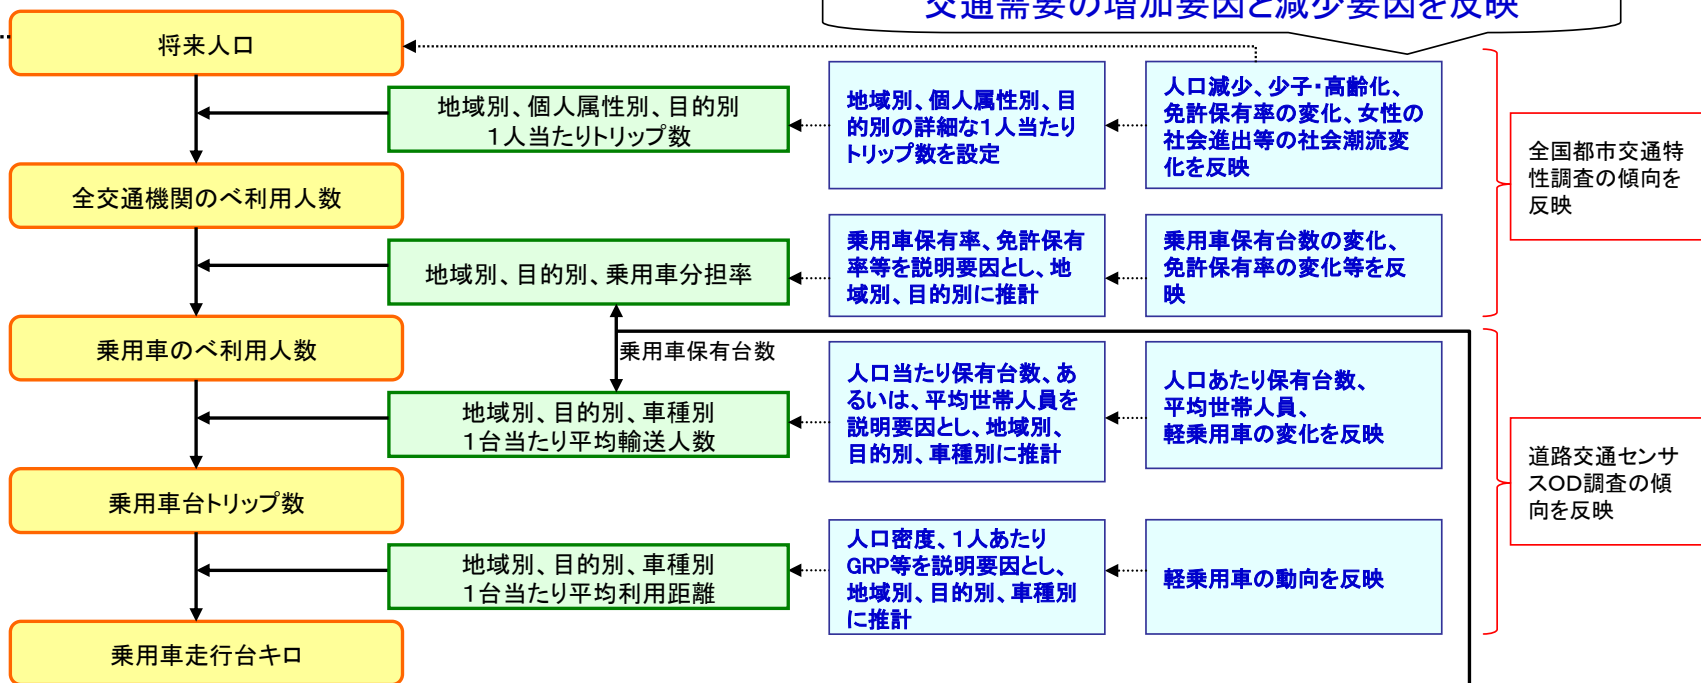 交通需要の増加要因と減少要因を反映
将来人口
地域別、個人属性別、目的別
1人当たりトリップ数
地域別、個人属性別、目
的別の詳細な1人当たり
トリップ数を設定
人口減少、少子・高齢化、
免許保有率の変化、女性の
社会進出等の社会潮流変
化を反映
全国都市交通特
性調査の傾向を
反映
全交通機関のべ利用人数
地域別、目的別、乗用車分担率
乗用車保有率、免許保有
率等を説明要因とし、地
域別、目的別に推計
乗用車保有台数の変化、
免許保有率の変化等を反
映
乗用車のべ利用人数
乗用車保有台数
地域別、目的別、車種別
1台当たり平均輸送人数
人口当たり保有台数、あ
るいは、平均世帯人員を
説明要因とし、地域別、
目的別、車種別に推計
人口あたり保有台数、
平均世帯人員、
軽乗用車の変化を反映
道路交通センサ
スOD調査の傾
向を反映
乗用車台トリップ数
地域別、目的別、車種別
1台当たり平均利用距離
人口密度、1人あたり
GRP等を説明要因とし、
地域別、目的別、車種別
に推計
軽乗用車の動向を反映
乗用車走行台キロ